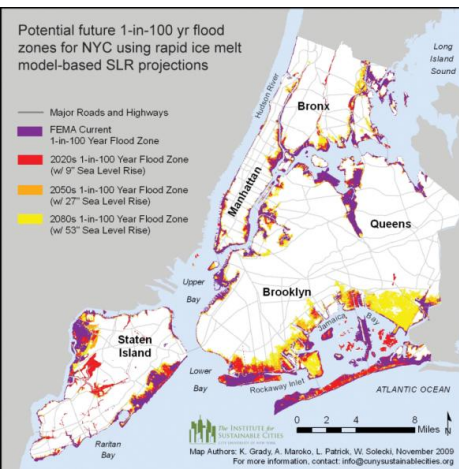 Potential future 1-in-100 yr flood
zones for NYC using rapid ice melt
model-based SLR projections
Long
Island
Sound
Hudson River
Bronx
Major Roads and Highways
FEMA Current
1-in-100 Year Flood Zone
2020s 1-in-100 Year Flood Zone
(w/ 9" Sea Level Rise)
2050s 1-in-100 Year Flood Zone
(w/ 27" Sea Level Rise)
2080s 1-in-100 Year Flood Zone
(w/ 53" Sea Level Rise)
Manhattan
Queens
Upper
Bay
Brooklyn
Jamaica
Bay
Staten
Island
Lower
Bay
Rockaway Inlet
ATLANTIC OCEAN
Raritan
Bay
0 2 4 8
Miles
N
The INSTITUTE for
SUSTAINABLE CITIES
Map Authors: K. Grady, A. Maroko, L. Patrick, W. Solecki, November 2009
For more information, contact: info@cunysustainablecities.org